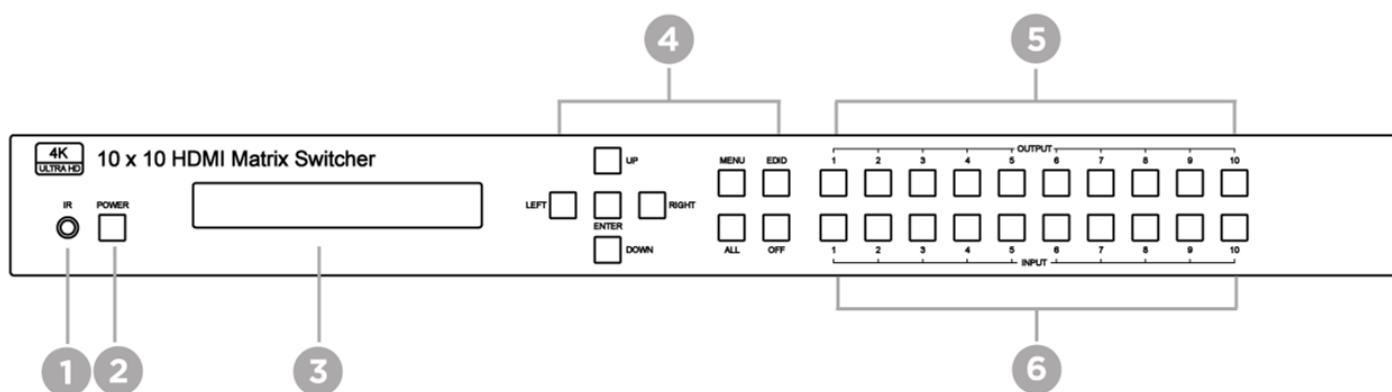 4
5
4K
ULTRA HD
10 x 10 HDMI Matrix Switcher
IR
POWER
UP
LEFT
RIGHT
ENTER
DOWN
MENU
EDID
ALL
OFF
OUTPUT
1 2 3 4 5 6 7 8 9 10
1 2 3 4 5 6 7 8 9 10
INPUT
1
2
3
6